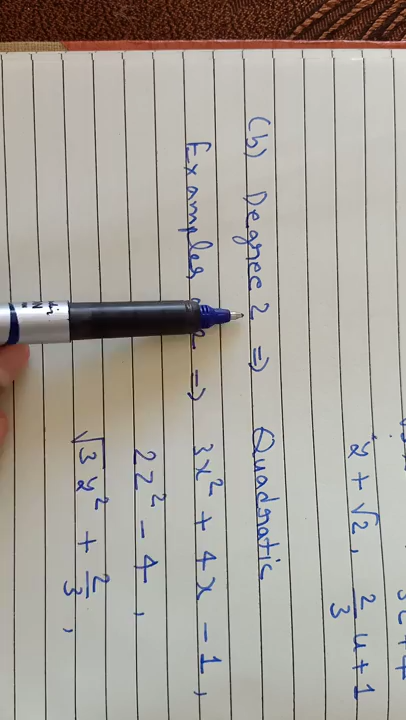 y + √2, 2/3 u + 1
(b) Degree 2 => Quadratic
Examples => 3x² + 4x - 1,
2z² - 4,
√3 y² + 2/3,